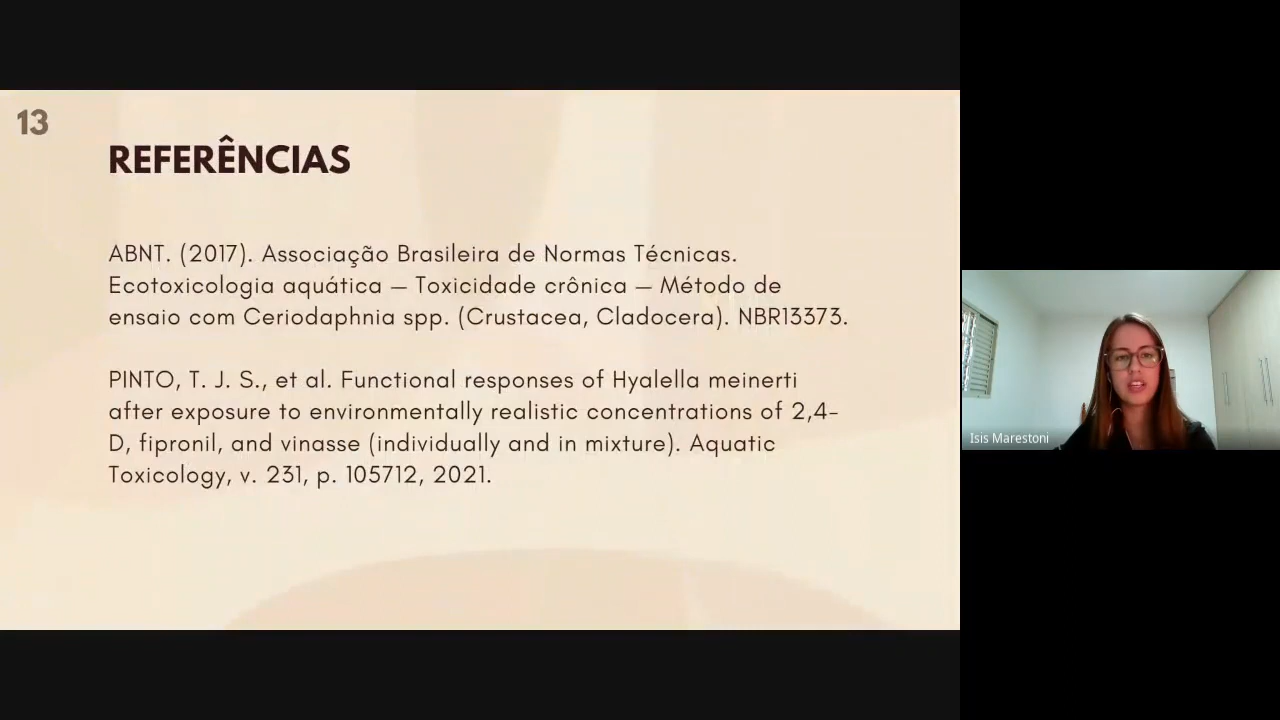 13
REFERÊNCIAS
ABNT. (2017). Associação Brasileira de Normas Técnicas.
Ecotoxicologia aquática — Toxicidade crônica — Método de
ensaio com Ceriodaphnia spp. (Crustacea, Cladocera). NBR13373.
PINTO, T. J. S., et al. Functional responses of Hyalella meinerti
after exposure to environmentally realistic concentrations of 2,4-
D, fipronil, and vinasse (individually and in mixture). Aquatic
Toxicology, v. 231, p. 105712, 2021.
Isis Marestoni